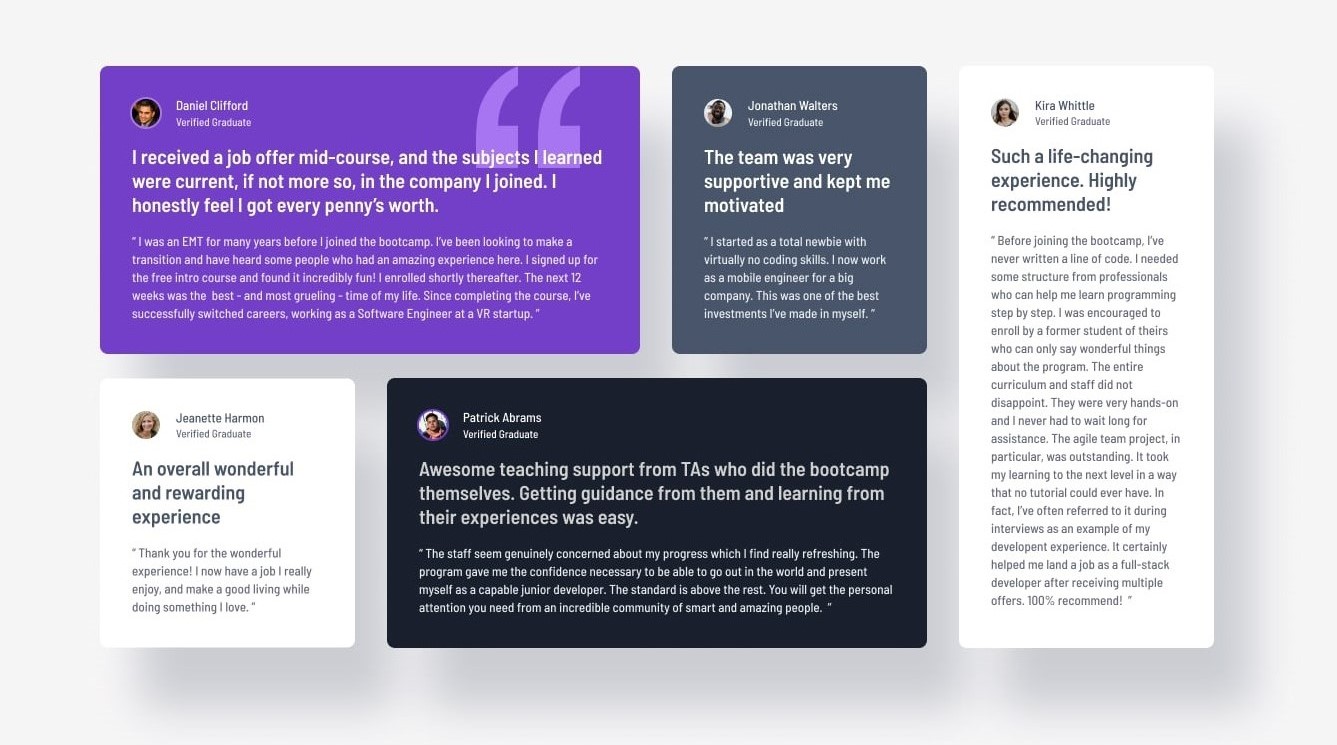 Daniel Clifford
Verified Graduate
I received a job offer mid-course, and the subjects I learned
were current, if not more so, in the company I joined. I
honestly feel I got every penny’s worth.
“ I was an EMT for many years before I joined the bootcamp. I’ve been looking to make a
transition and have heard some people who had an amazing experience here. I signed up for
the free intro course and found it incredibly fun! I enrolled shortly thereafter. The next 12
weeks was the  best - and most grueling - time of my life. Since completing the course, I’ve
successfully switched careers, working as a Software Engineer at a VR startup. ”
Jonathan Walters
Verified Graduate
The team was very
supportive and kept me
motivated
“ I started as a total newbie with
virtually no coding skills. I now work
as a mobile engineer for a big
company. This was one of the best
investments I’ve made in myself. ”
Kira Whittle
Verified Graduate
Such a life-changing
experience. Highly
recommended!
“ Before joining the bootcamp, I’ve
never written a line of code. I needed
some structure from professionals
who can help me learn programming
step by step. I was encouraged to
enroll by a former student of theirs
who can only say wonderful things
about the program. The entire
curriculum and staff did not
disappoint. They were very hands-on
and I never had to wait long for
assistance. The agile team project, in
particular, was outstanding. It took
my learning to the next level in a way
that no tutorial could ever have. In
fact, I’ve often referred to it during
interviews as an example of my
developent experience. It certainly
helped me land a job as a full-stack
developer after receiving multiple
offers. 100% recommend!  ”
Jeanette Harmon
Verified Graduate
An overall wonderful
and rewarding
experience
“ Thank you for the wonderful
experience! I now have a job I really
enjoy, and make a good living while
doing something I love. ”
Patrick Abrams
Verified Graduate
Awesome teaching support from TAs who did the bootcamp
themselves. Getting guidance from them and learning from
their experiences was easy.
“ The staff seem genuinely concerned about my progress which I find really refreshing. The
program gave me the confidence necessary to be able to go out in the world and present
myself as a capable junior developer. The standard is above the rest. You will get the personal
attention you need from an incredible community of smart and amazing people.  ”